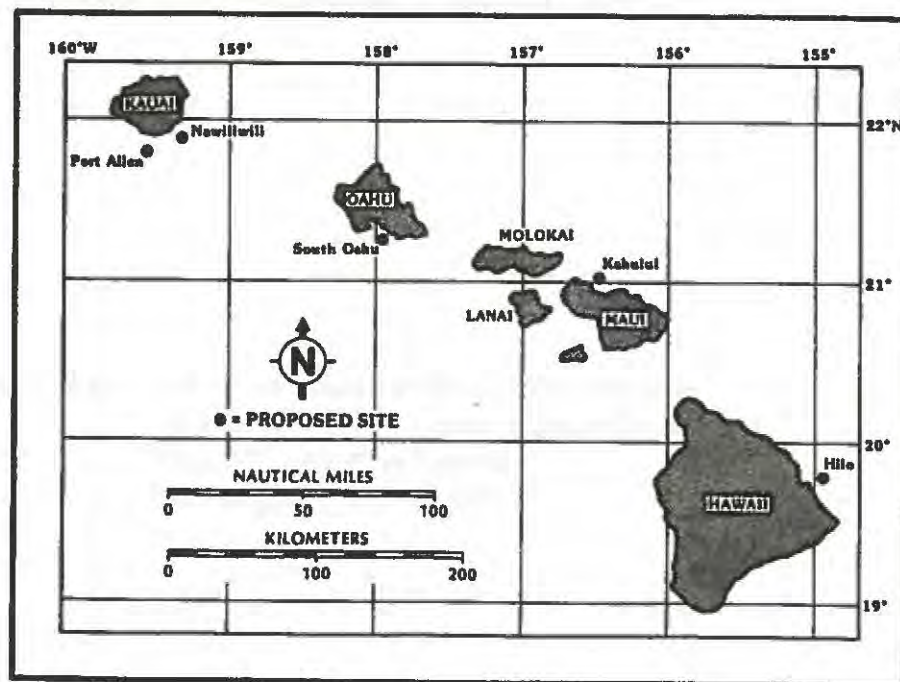 160°W 159° 158° 157° 156° 155°
KAUAI
Nawiliwili
22°N
Port Allen
OAHU
South Oahu
MOLOKAI
Kahului
21°
LANAI
MAUI
N
● = PROPOSED SITE
20°
Hilo
NAUTICAL MILES
0 50 100
HAWAII
KILOMETERS
0 100 200
19°